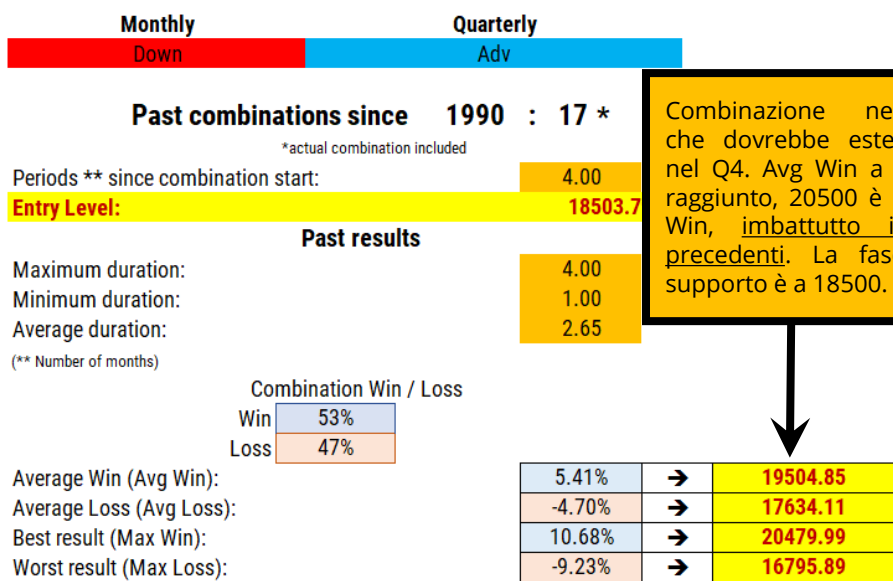 Monthly Quarterly
Down Adv
Past combinations since 1990 : 17 *
*actual combination included
Periods ** since combination start: 4.00
Entry Level: 18503.7
Past results
Maximum duration: 4.00
Minimum duration: 1.00
Average duration: 2.65
(** Number of months)
Combinazione
che dovrebbe
nel Q4. Avg Win a
raggiunto, 20500 è
Win, imbattutto
precedenti. La
supporto è a 18500.
Combination Win / Loss
Win 53%
Loss 47%
Average Win (Avg Win): 5.41% ➔ 19504.85
Average Loss (Avg Loss): -4.70% ➔ 17634.11
Best result (Max Win): 10.68% ➔ 20479.99
Worst result (Max Loss): -9.23% ➔ 16795.89